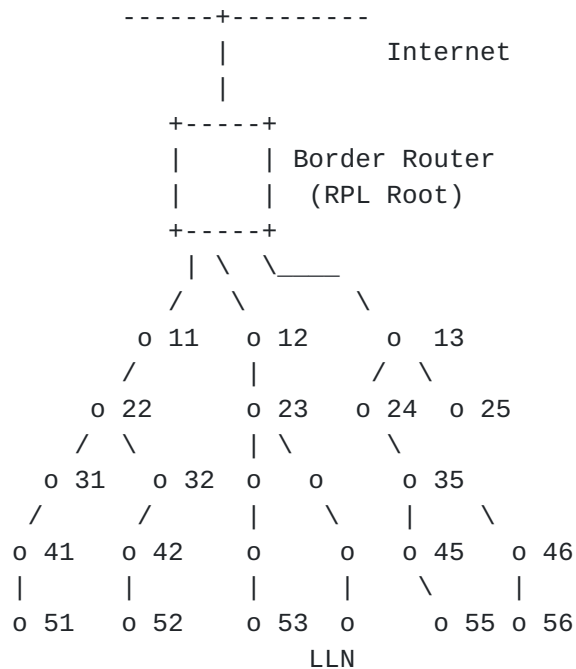 ------+---------
|          Internet
|
+-----+
|     | Border Router
|     |  (RPL Root)
+-----+
| \  \____
/   \       \
o 11   o 12     o  13
/       |       / \
o 22        o 23   o 24  o 25
/  \        | \      \
o 31   o 32  o   o     o 35
/      /      |    \    |    \
o 41   o 42   o     o   o 45   o 46
|      |      |     |    \     |
o 51   o 52   o 53  o     o 55 o 56
LLN